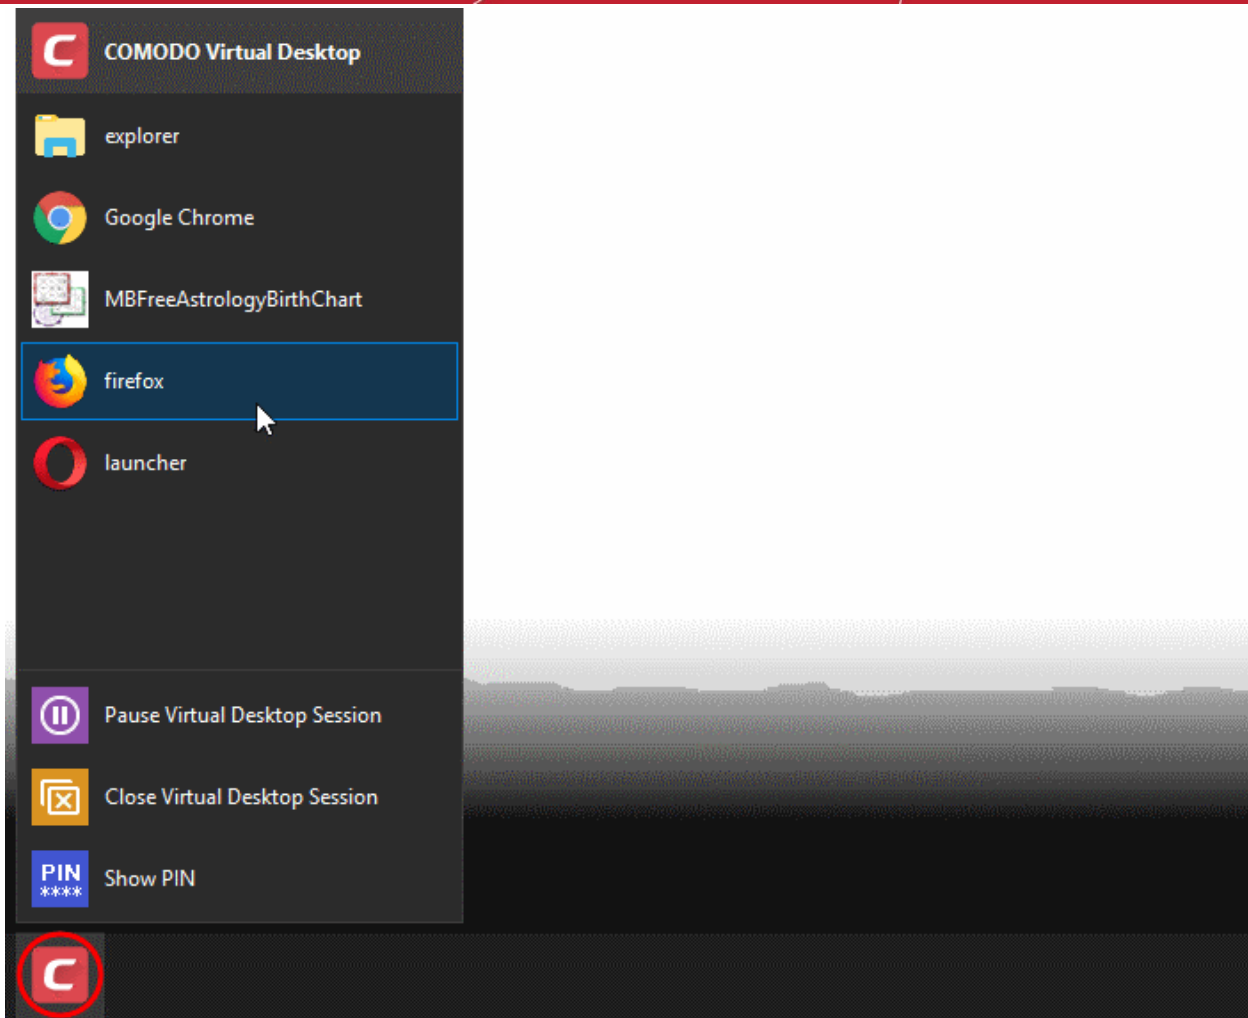 COMODO Virtual Desktop
explorer
Google Chrome
MBFreeAstrologyBirthChart
firefox
launcher
Pause Virtual Desktop Session
Close Virtual Desktop Session
PIN
****
Show PIN